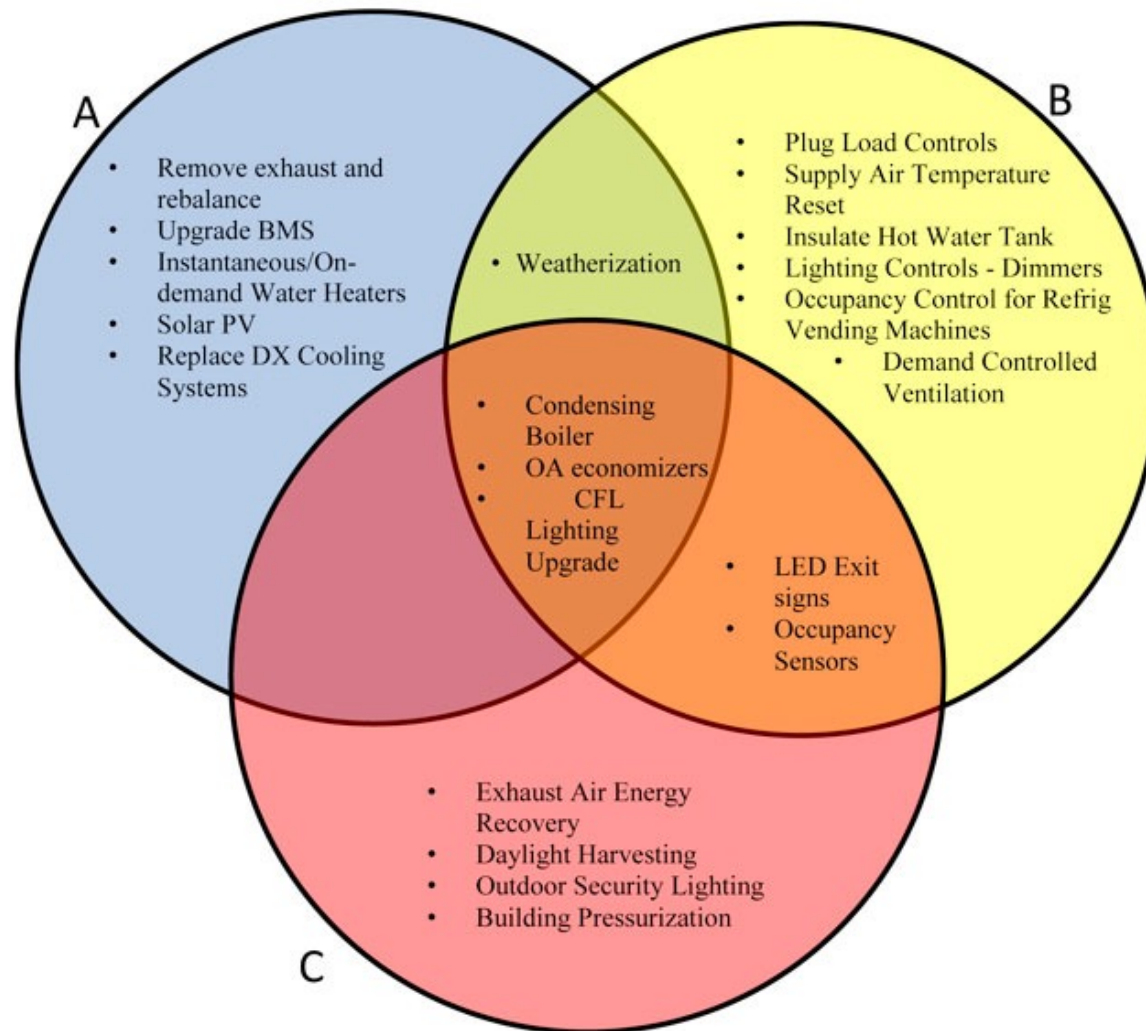 A
• Remove exhaust and
rebalance
• Upgrade BMS
• Instantaneous/On-
demand Water Heaters
• Solar PV
• Replace DX Cooling
Systems
B
• Plug Load Controls
• Supply Air Temperature
Reset
• Insulate Hot Water Tank
• Lighting Controls - Dimmers
• Occupancy Control for Refrig
Vending Machines
• Demand Controlled
Ventilation
• Weatherization
• Condensing
Boiler
• OA economizers
• CFL
Lighting
Upgrade
• LED Exit
signs
• Occupancy
Sensors
• Exhaust Air Energy
Recovery
• Daylight Harvesting
• Outdoor Security Lighting
• Building Pressurization
C